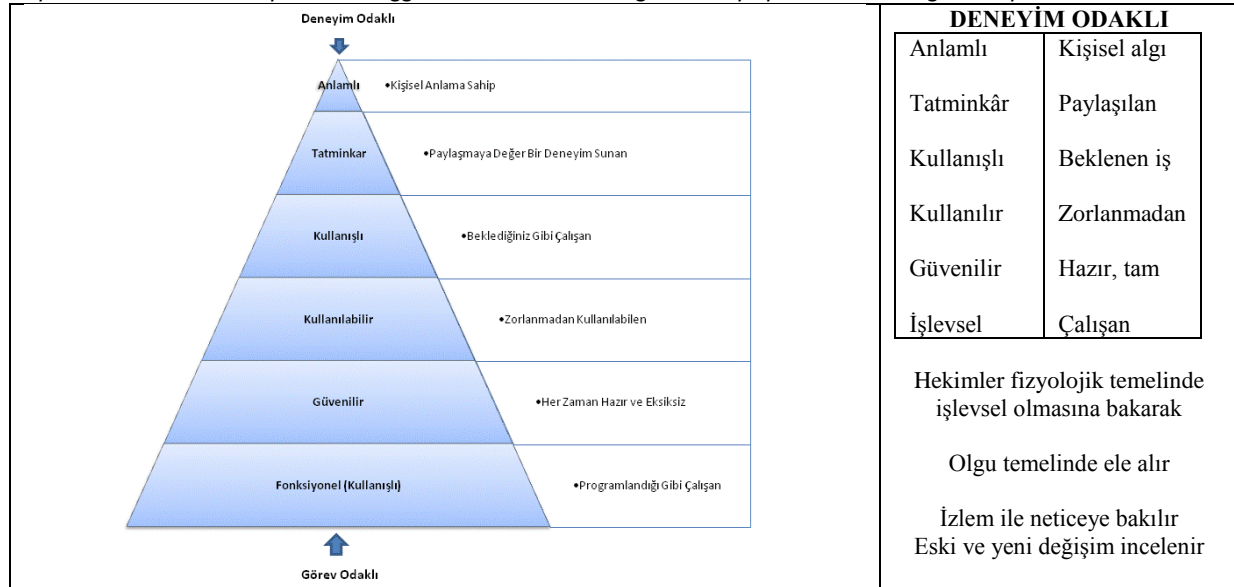 Deneyim Odaklı
Anlamlı •Kişisel Anlama Sahip
Tatminkar •Paylaşmaya Değer Bir Deneyim Sunan
Kullanışlı •Beklediğiniz Gibi Çalışan
Kullanılabilir •Zorlanmadan Kullanılabilen
Güvenilir •Her Zaman Hazır ve Eksiksiz
Fonksiyonel (Kullanışlı) •Programlandığı Gibi Çalışan
Görev Odaklı
DENEYİM ODAKLI
Anlamlı Kişisel algı
Tatminkâr Paylaşılan
Kullanışlı Beklenen iş
Kullanılır Zorlanmadan
Güvenilir Hazır, tam
İşlevsel Çalışan
Hekimler fizyolojik temelinde
işlevsel olmasına bakarak
Olgu temelinde ele alır
İzlem ile neticeye bakılır
Eski ve yeni değişim incelenir